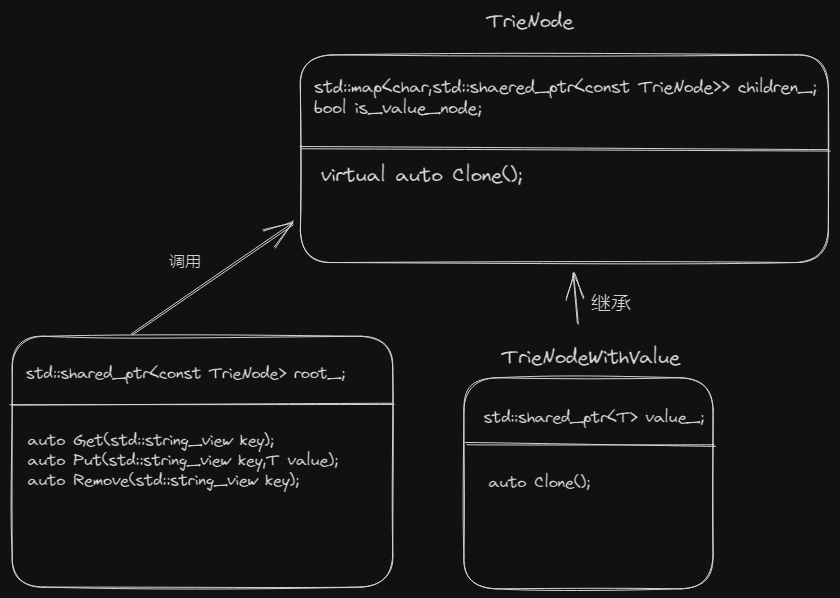 TrieNode
std::map<char,std::shaered_ptr<const TrieNode>> children_;
bool is_value_node;
virtual auto Clone();
调用
继承
std::shared_ptr<const TrieNode> root_;
auto Get(std::string_view key);
auto Put(std::string_view key,T value);
auto Remove(std::string_view key);
TrieNodeWithValue
std::shared_ptr<T> value_;
auto Clone();